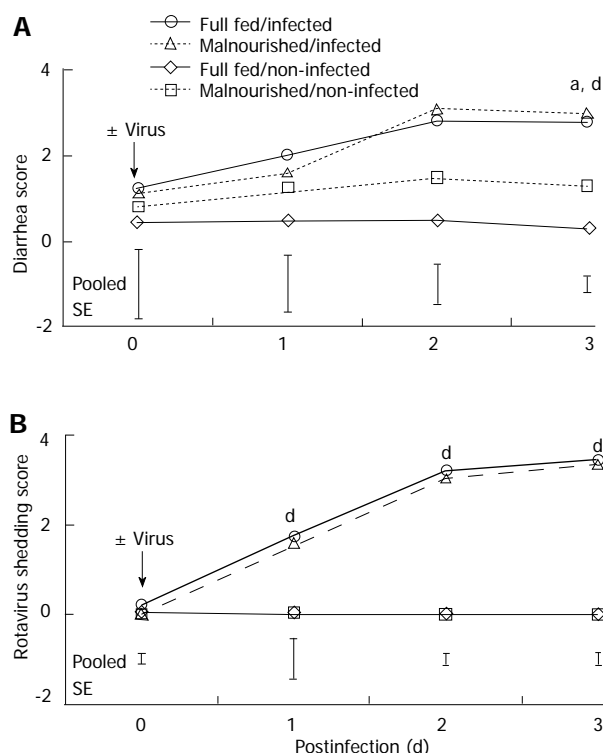 A
Full fed/infected
Malnourished/infected
Full fed/non-infected
Malnourished/non-infected
4
a, d
± Virus
2
Diarrhea score
0
Pooled
SE
-2
0 1 2 3
B
4
d d
d
Rotavirus shedding score
2
± Virus
0
Pooled
SE
-2
0 1 2 3
Postinfection (d)